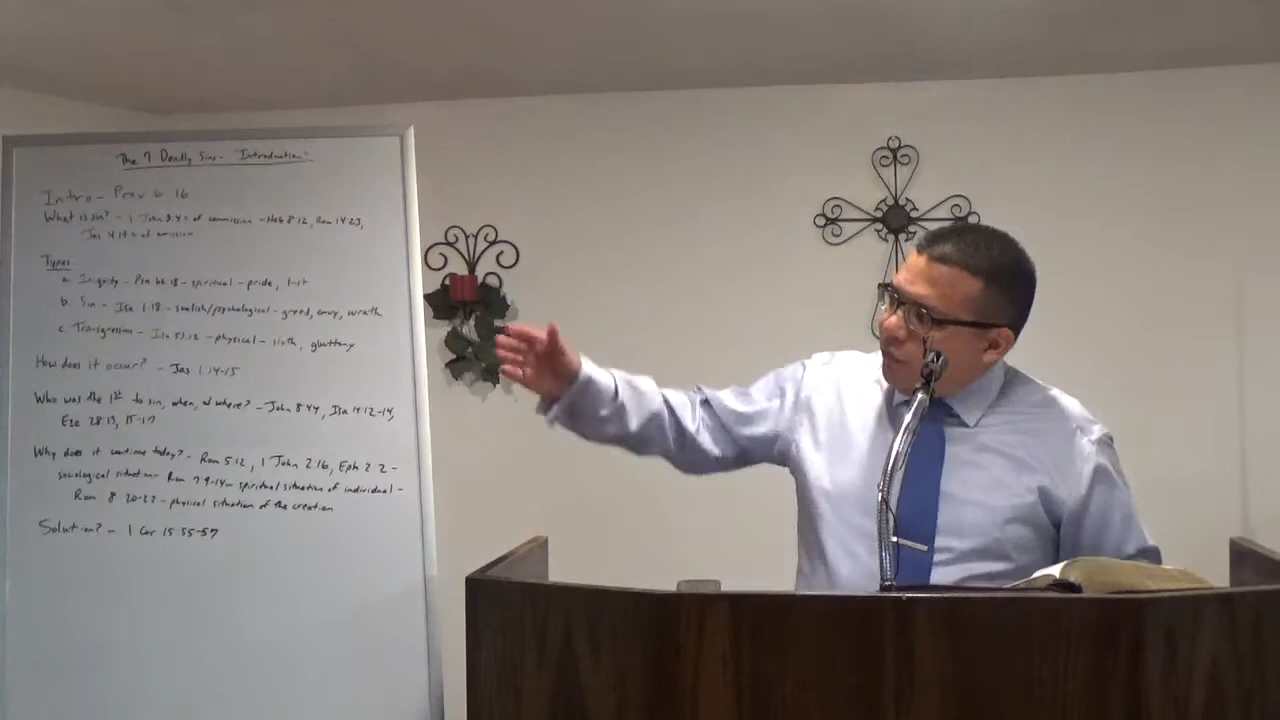 The 7 Deadly Sins - "Introduction"
Intro - Prov 6 16
What is sin? - 1 John 3.4 = of commission - Heb 8:12, Rom 14:23,
Jas 4:17 = of omission
Types
a. Iniquity - Psa 66.18 - spiritual - pride, lust
b. Sin - Isa 1.18 - soulish/psychological - greed, envy, wrath
c. Transgression - Isa 53.12 - physical - sloth, gluttony
How does it occur? - Jas 1.14-15
Who was the 1st to sin, when, & where? - John 8:44, Isa 14:12-14,
Eze 28:13, 15-17
Why does it continue today? - Rom 5:12, 1 John 2:16, Eph 2 2 -
sociological situation - Rom 7 9-14 - spiritual situation of individual -
Rom 8 20-22 - physical situation of the creation
Solution? - 1 Cor 15:55-57